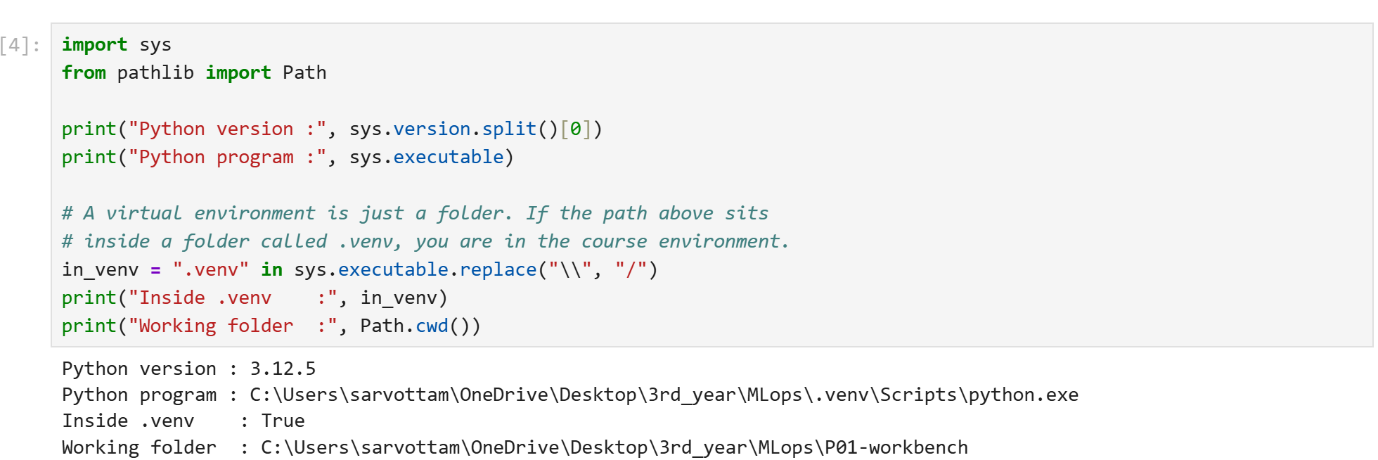 [4]:
import sys
from pathlib import Path
print("Python version :", sys.version.split()[0])
print("Python program :", sys.executable)
# A virtual environment is just a folder. If the path above sits
# inside a folder called .venv, you are in the course environment.
in_venv = ".venv" in sys.executable.replace("\\", "/")
print("Inside .venv    :", in_venv)
print("Working folder  :", Path.cwd())
Python version : 3.12.5
Python program : C:\Users\sarvottam\OneDrive\Desktop\3rd_year\MLops\.venv\Scripts\python.exe
Inside .venv    : True
Working folder  : C:\Users\sarvottam\OneDrive\Desktop\3rd_year\MLops\P01-workbench